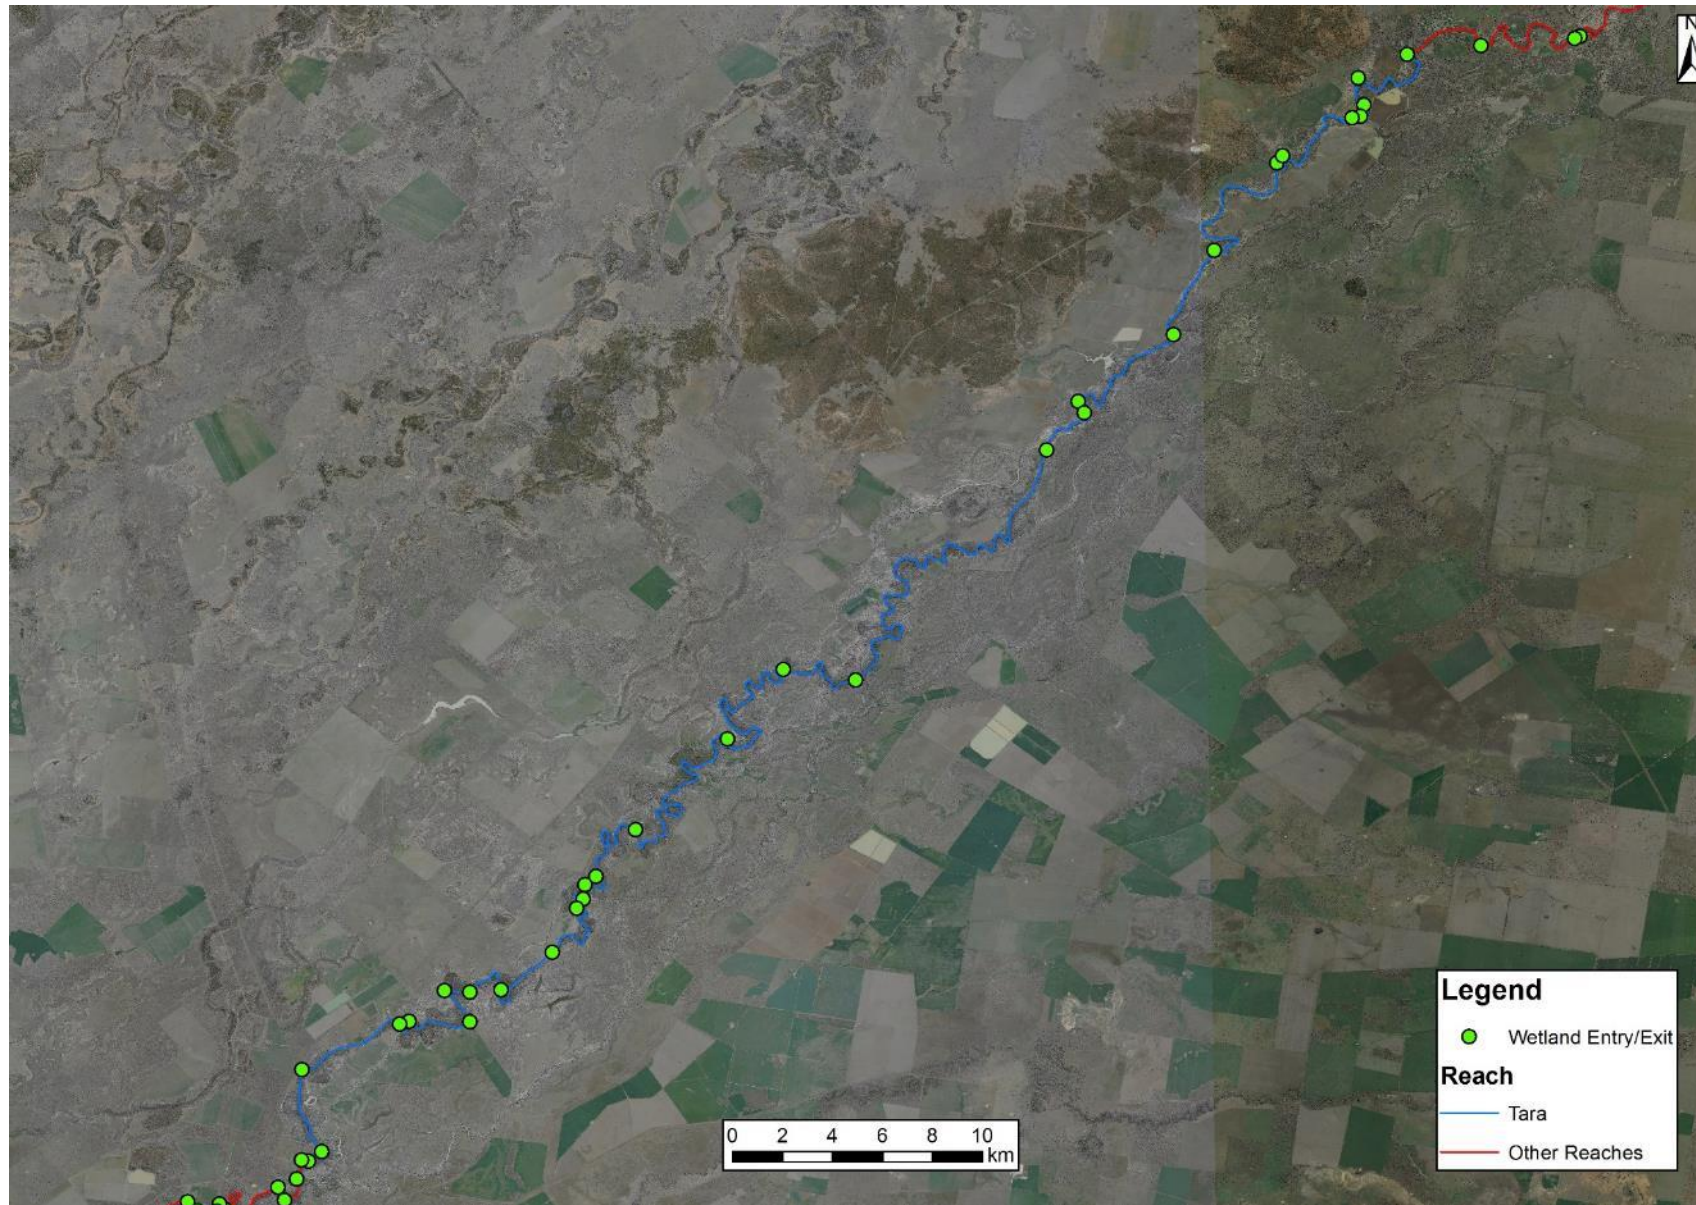 N
Legend
Wetland Entry/Exit
Reach
Tara
Other Reaches
0 2 4 6 8 10
km